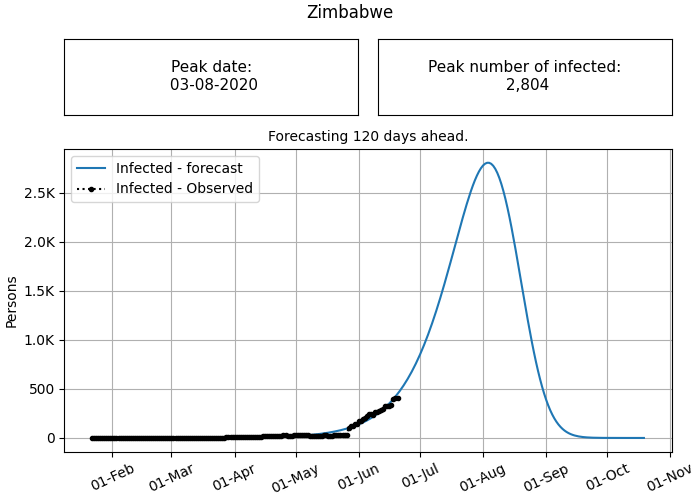 Zimbabwe
Peak date:
03-08-2020
Peak number of infected:
2,804
Forecasting 120 days ahead.
Infected - forecast
Infected - Observed
Persons
2.5K
2.0K
1.5K
1.0K
500
0
01-Feb
01-Mar
01-Apr
01-May
01-Jun
01-Jul
01-Aug
01-Sep
01-Oct
01-Nov